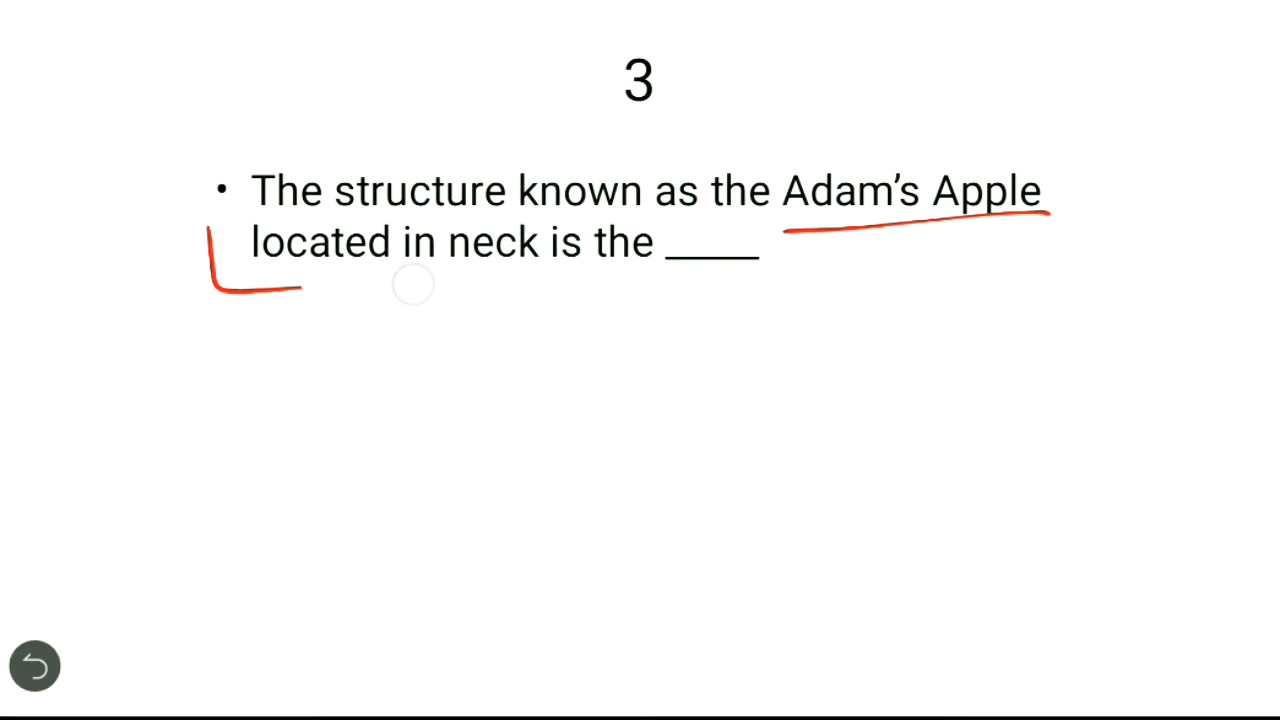 3
• The structure known as the Adam’s Apple
located in neck is the _____